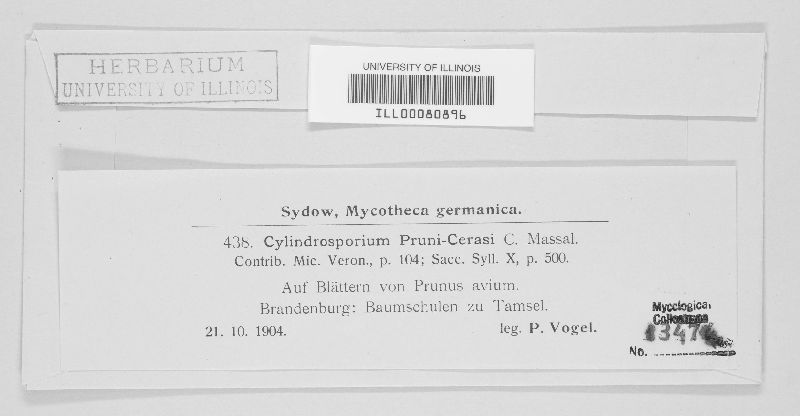 HERBARIUM
UNIVERSITY OF ILLINOIS
UNIVERSITY OF ILLINOIS
ILL00080896
Sydow, Mycotheca germanica.
438. Cylindrosporium Pruni-Cerasi C. Massal.
Contrib. Mic. Veron., p. 104; Sacc. Syll. X, p. 500.
Auf Blättern von Prunus avium.
Brandenburg: Baumschulen zu Tamsel.
21. 10. 1904. leg. P. Vogel.
Mycological
Collections
No.